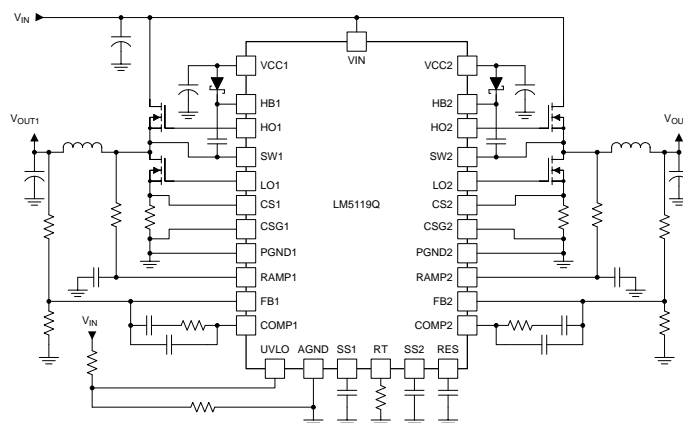 VIN
VIN
VCC1
VCC2
HB1
HB2
HO1
HO2
VOUT1
VOU
SW1
SW2
LO1
LO2
CS1
LM5119Q
CS2
CSG1
CSG2
PGND1
PGND2
RAMP1
RAMP2
FB1
FB2
VIN
COMP1
COMP2
UVLO
AGND
SS1
RT
SS2
RES